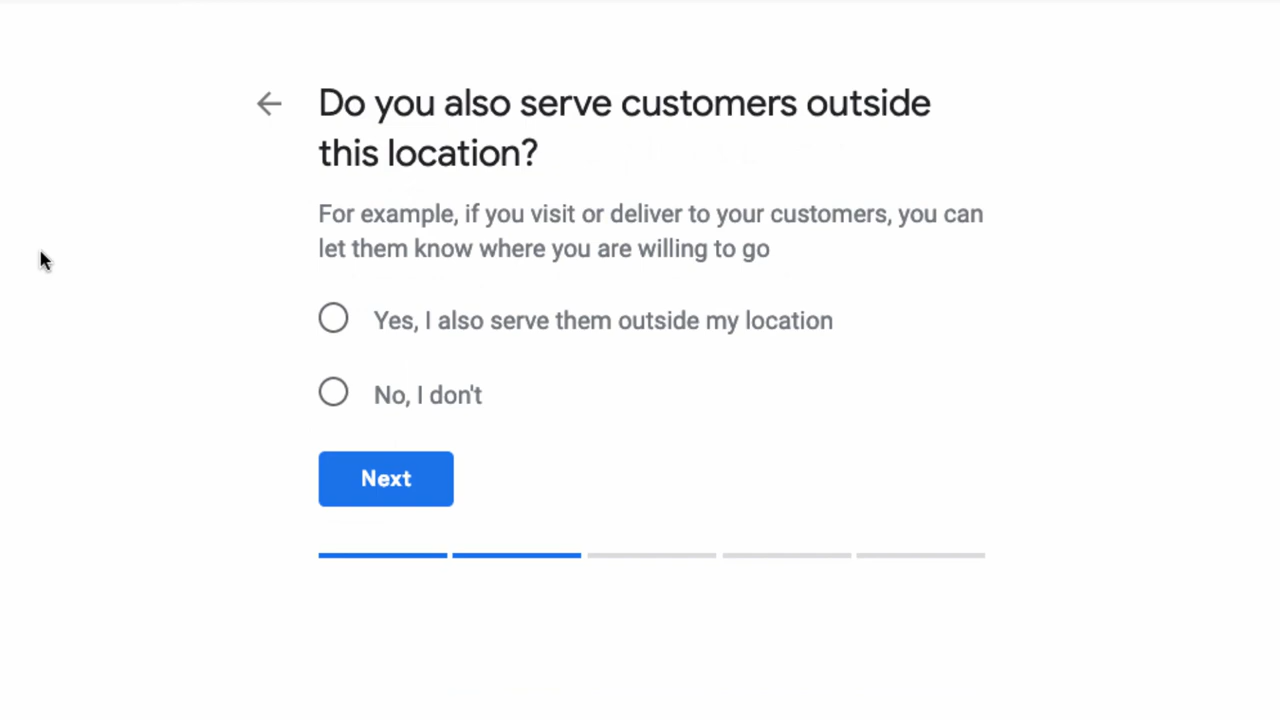 Do you also serve customers outside
this location?
For example, if you visit or deliver to your customers, you can
let them know where you are willing to go
Yes, I also serve them outside my location
No, I don't
Next